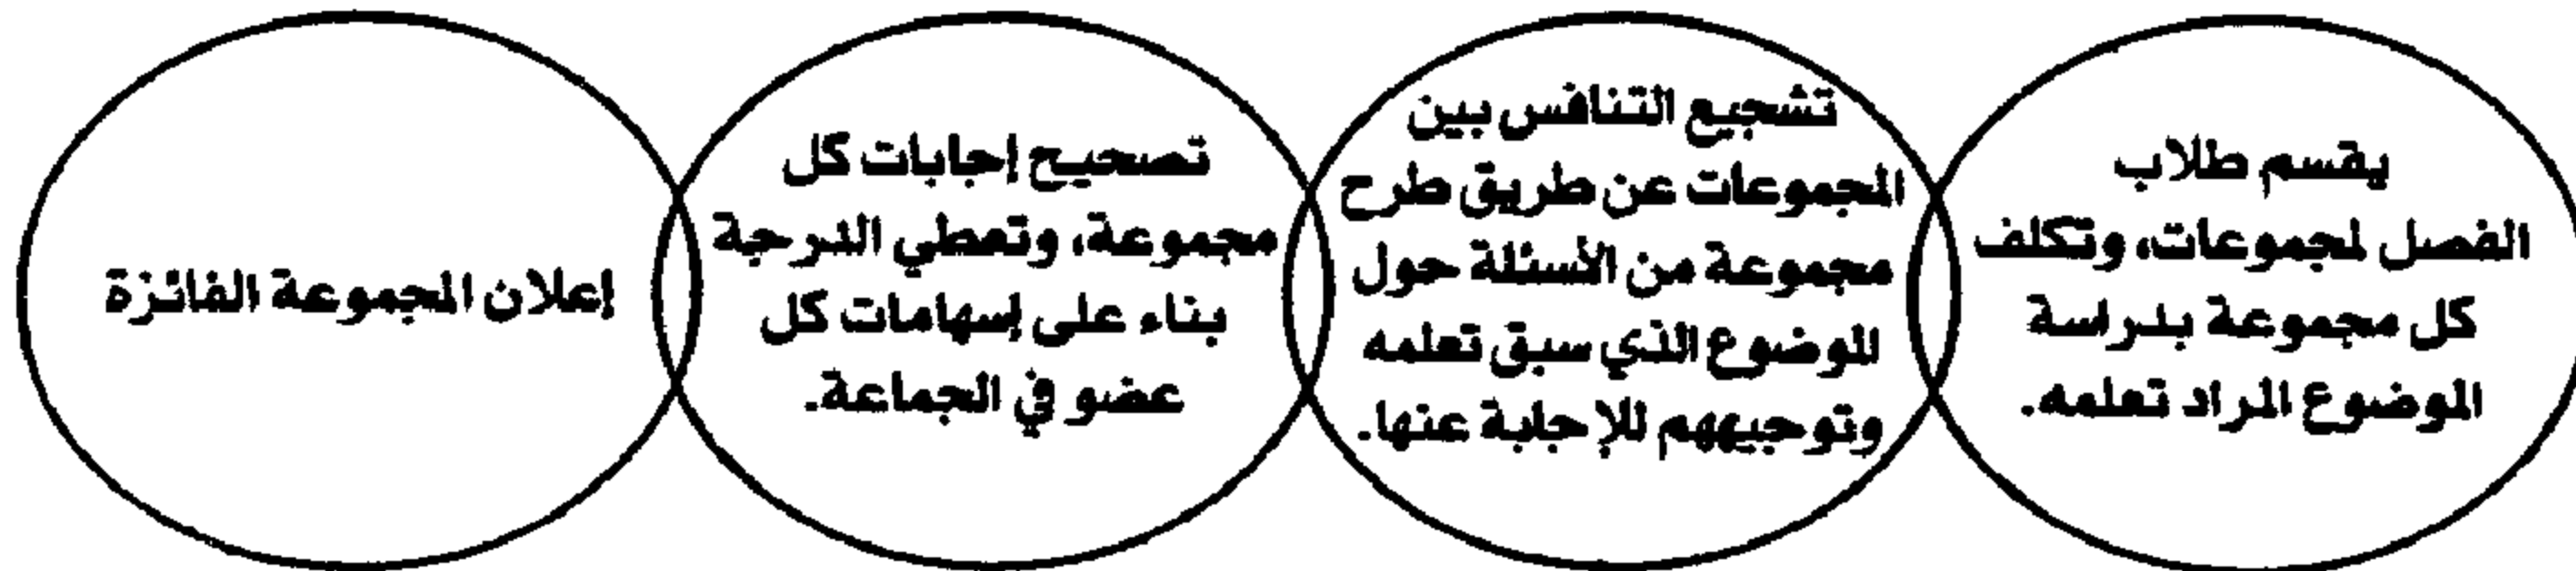 يقسم طلاب
الفصل لمجموعات، وتكلف
كل مجموعة بدراسة
الموضوع المراد تعلمه.
تشجيع التنافس بين
المجموعات عن طريق طرح
مجموعة من الأسئلة حول
الموضوع الذي سبق تعلمه
وتوجيههم للإجابة عنها.
تصحيح إجابات كل
مجموعة، وتعطي الدرجة
بناء على إسهامات كل
عضو في الجماعة.
إعلان المجموعة الفائزة